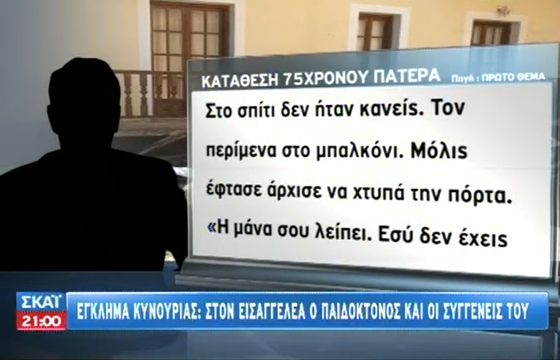 ΚΑΤΑΘΕΣΗ 75ΧΡΟΝΟΥ ΠΑΤΕΡΑ
Πηγή : ΠΡΩΤΟ ΘΕΜΑ
Στο σπίτι δεν ήταν κανείς. Τον
περίμενα στο μπαλκόνι. Μόλις
έφτασε άρχισε να χτυπά την πόρτα.
«Η μάνα σου λείπει. Εσύ δεν έχεις
ΣΚΑΪ
21:00
ΕΓΚΛΗΜΑ ΚΥΝΟΥΡΙΑΣ: ΣΤΟΝ ΕΙΣΑΓΓΕΛΕΑ Ο ΠΑΙΔΟΚΤΟΝΟΣ ΚΑΙ ΟΙ ΣΥΓΓΕΝΕΙΣ ΤΟΥ